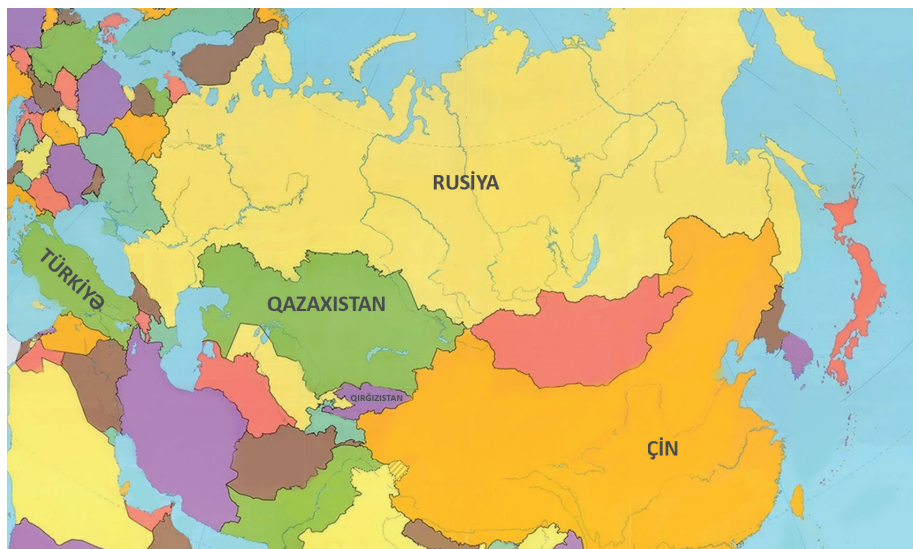 RUSİYA
TÜRKİYƏ
QAZAXISTAN
QIRĞIZISTAN
ÇİN